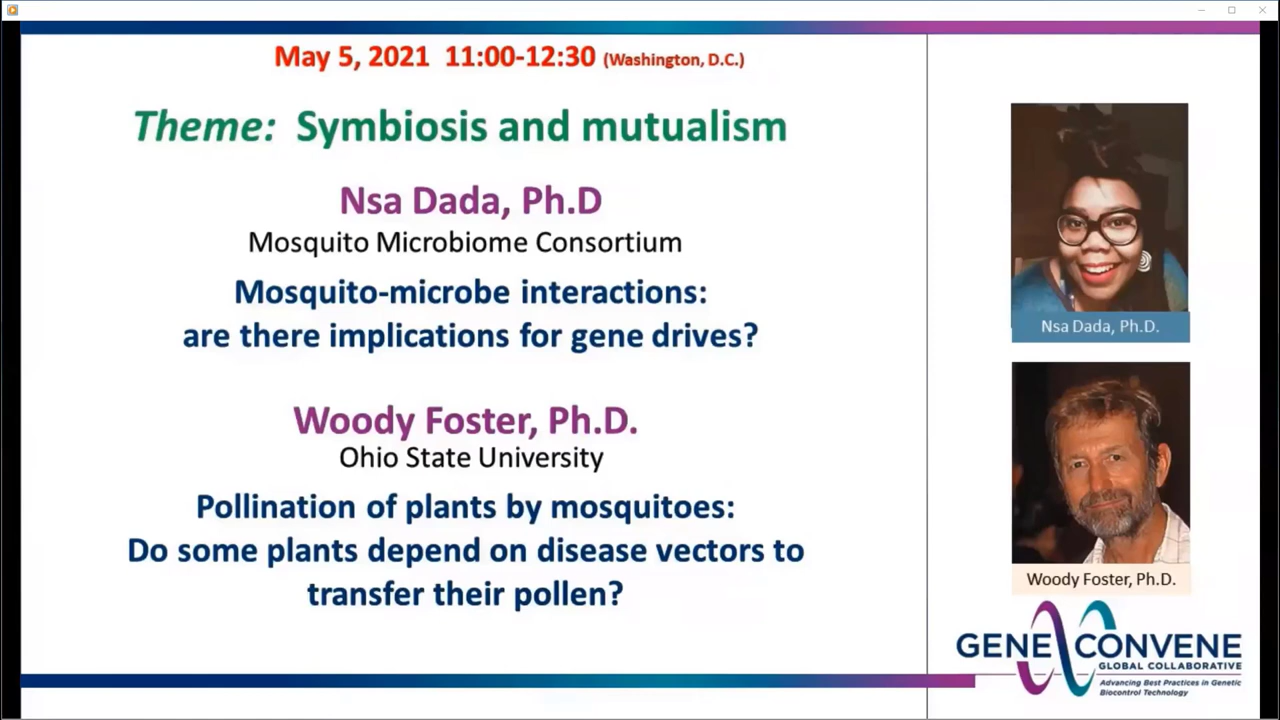 May 5, 2021 11:00-12:30 (Washington, D.C.)
Theme: Symbiosis and mutualism
Nsa Dada, Ph.D
Mosquito Microbiome Consortium
Mosquito-microbe interactions:
are there implications for gene drives?
Woody Foster, Ph.D.
Ohio State University
Pollination of plants by mosquitoes:
Do some plants depend on disease vectors to
transfer their pollen?
Nsa Dada, Ph.D.
Woody Foster, Ph.D.
GENE CONVENE
GLOBAL COLLABORATIVE
Advancing Best Practices in Genetic
Biocontrol Technology